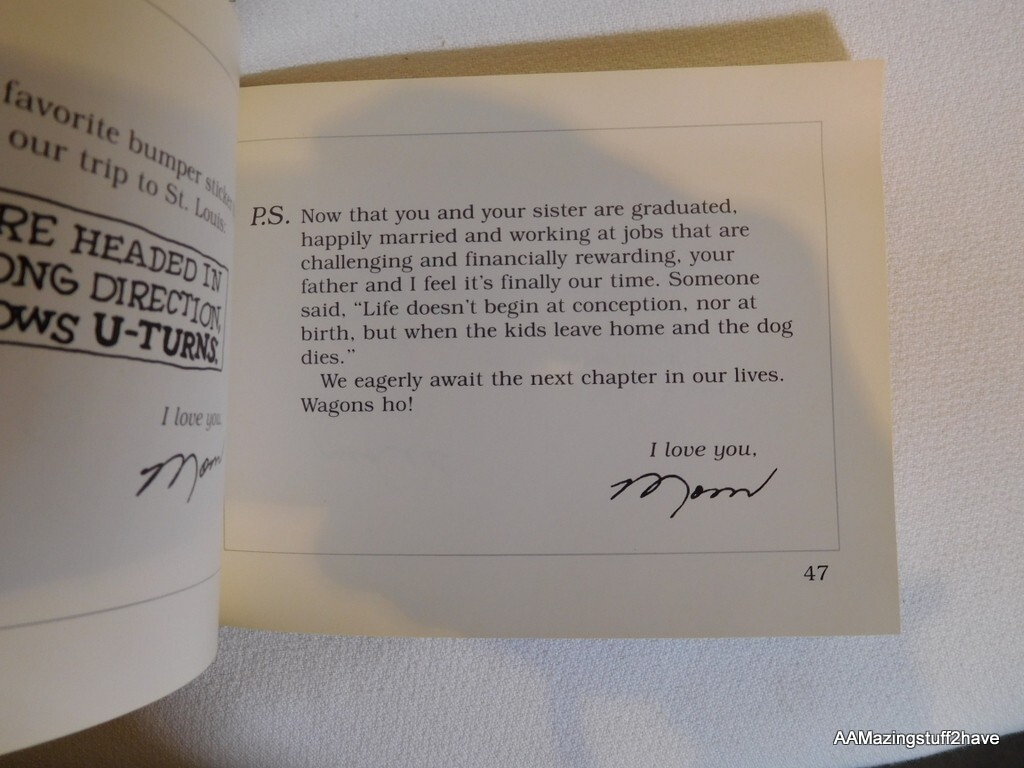 favorite bumper sticker
our trip to St. Louis:
RE HEADED IN
ONG DIRECTION,
OWS U-TURNS.
I love you,
Mom
P.S. Now that you and your sister are graduated,
happily married and working at jobs that are
challenging and financially rewarding, your
father and I feel it's finally our time. Someone
said, “Life doesn't begin at conception, nor at
birth, but when the kids leave home and the dog
dies.”
We eagerly await the next chapter in our lives.
Wagons ho!
I love you,
Mom
47
AAMazingstuff2have